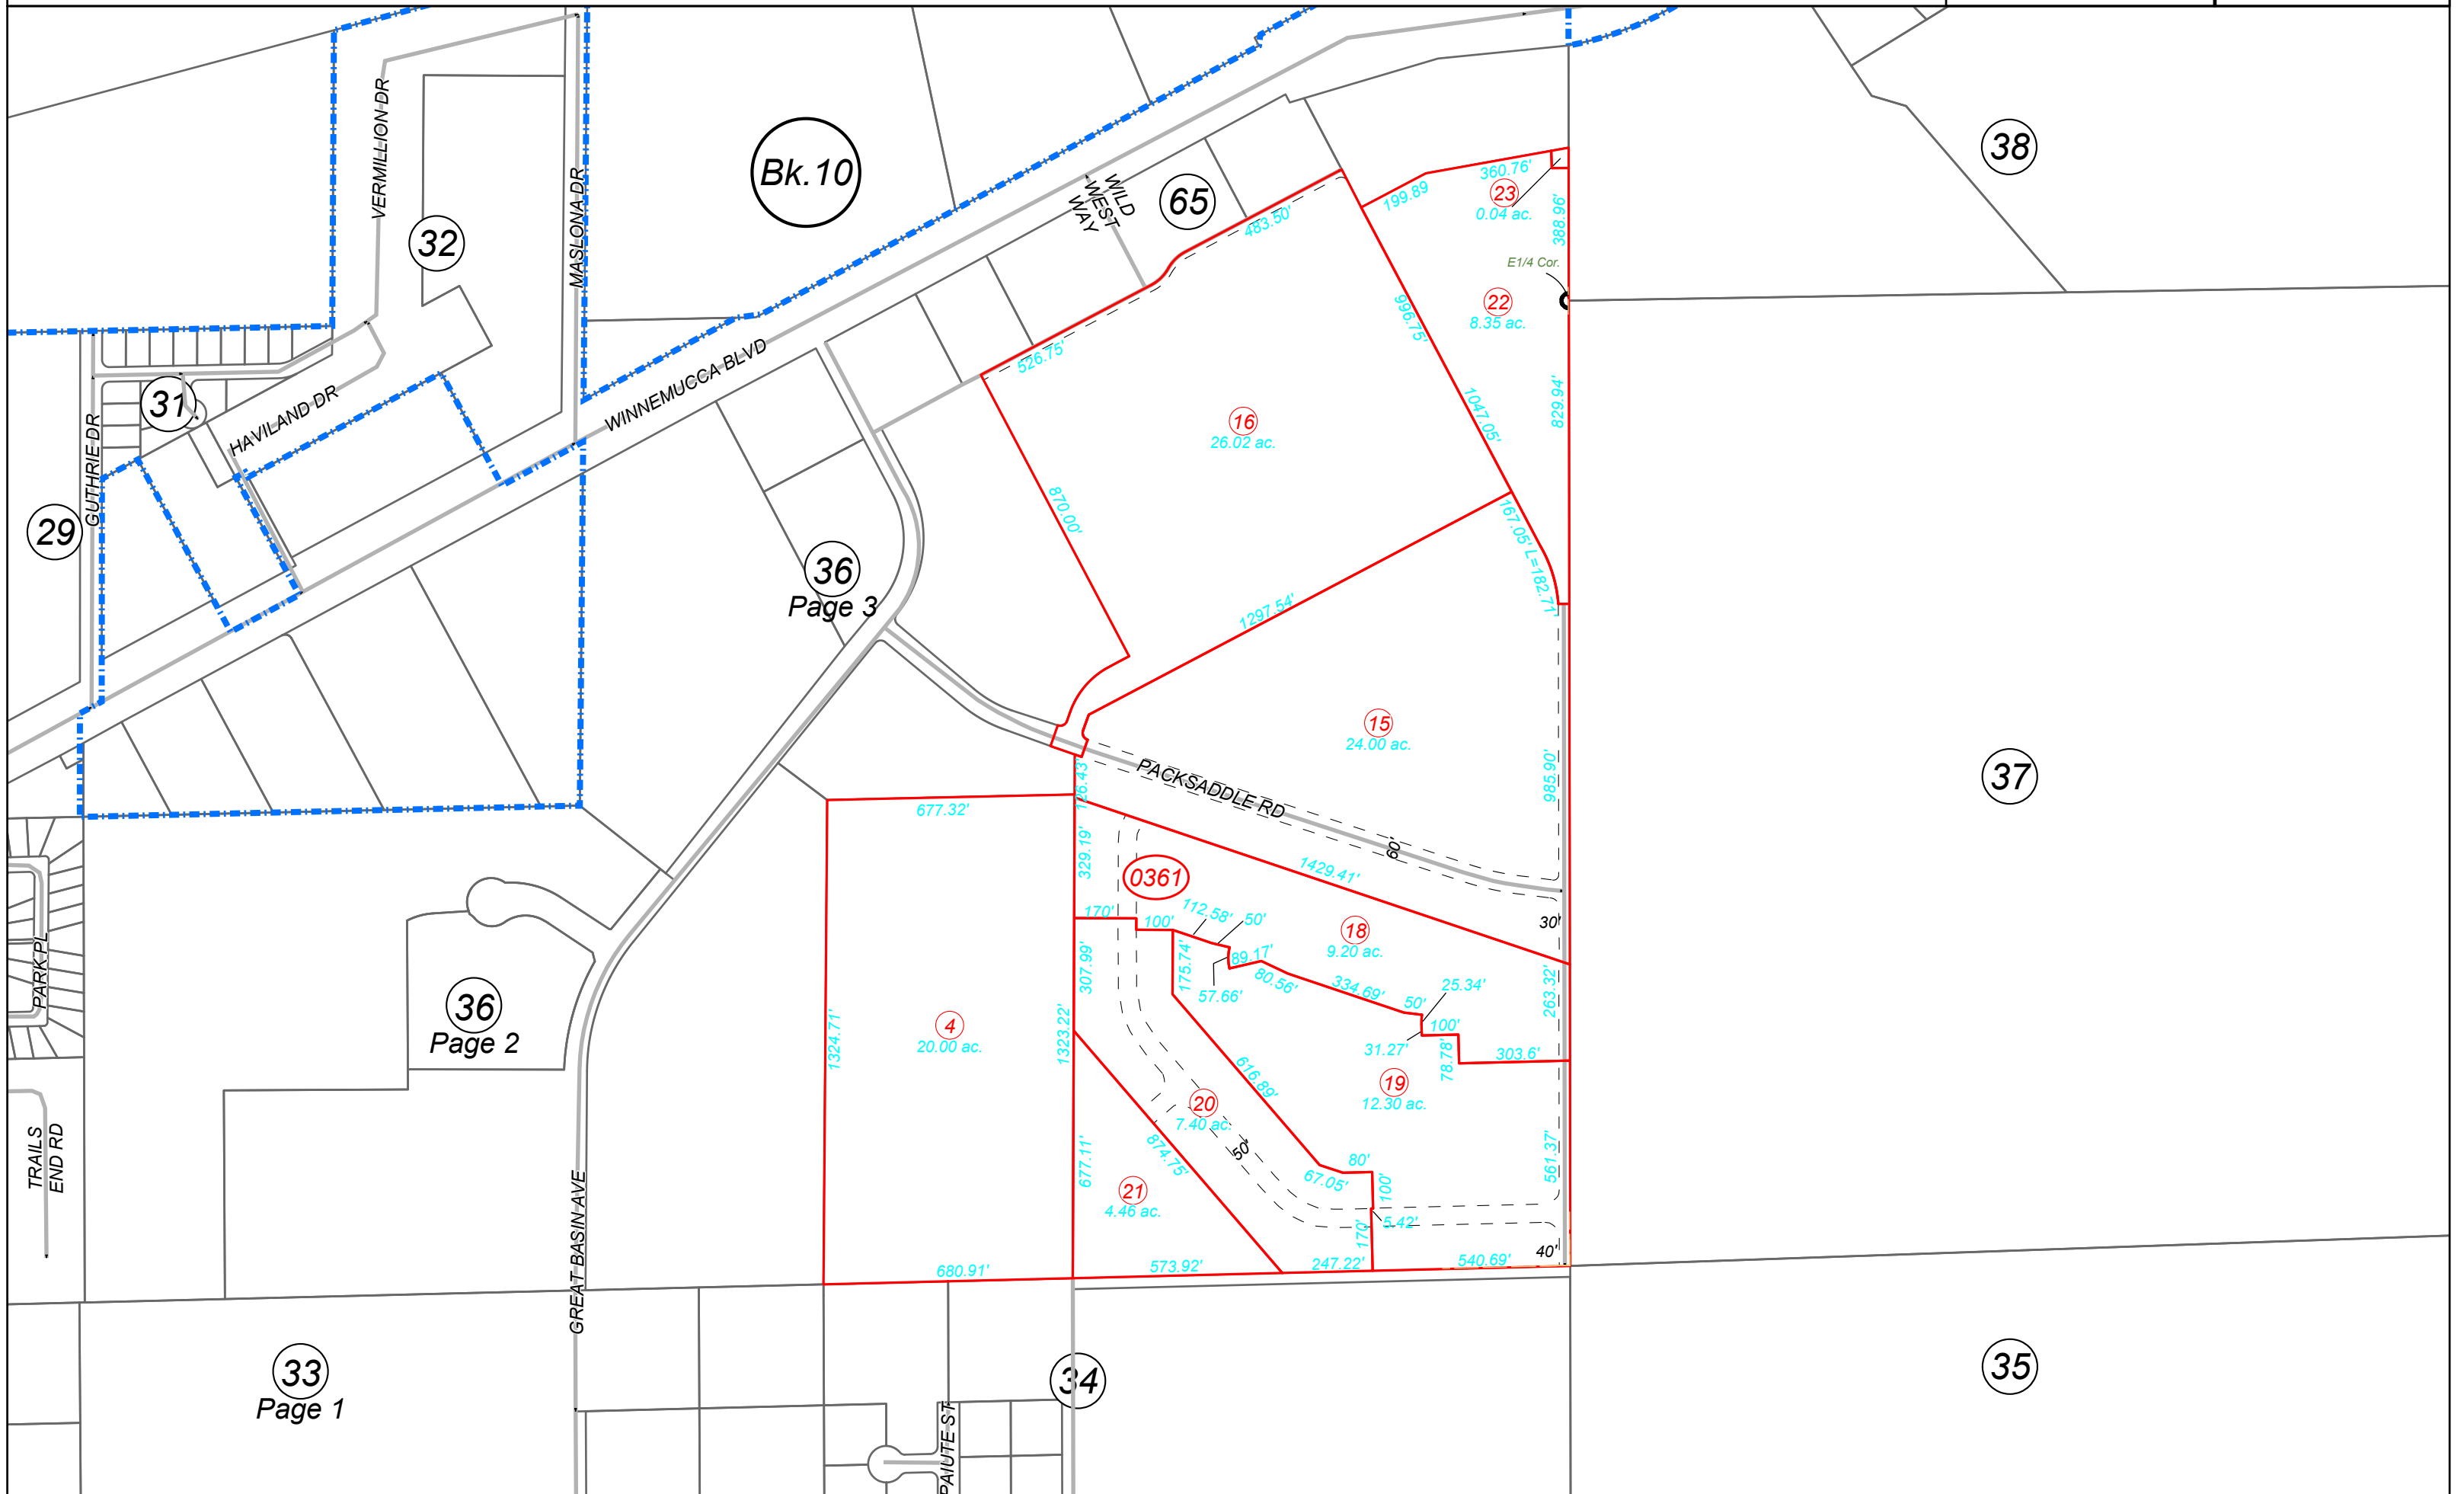 38
Bk.10
VERMILLION DR
MASLONA DR
32
65
WILD
WEST
WAY
360.76'
199.89
23
0.04 ac.
388.96'
483.50'
E1/4 Cor.
22
8.35 ac.
996.75'
526.75'
WINNEMUCCA BLVD
31
HAVILAND DR
GUTHRIE DR
29
16
26.02 ac.
1047.05'
829.94'
870.00'
167.05'
L=182.71'
36
Page 3
1297.54'
15
24.00 ac.
985.90'
37
PACKSADDLE RD
126.43'
677.32'
60'
329.19'
0361
1429.41'
30'
170'
100'
112.58'
50'
18
9.20 ac.
PARK PL
307.99'
175.74'
89.17'
57.66'
80.56'
334.69'
50'
25.34'
263.32'
36
Page 2
4
20.00 ac.
1324.71'
1323.22'
100'
31.27'
78.78'
303.6'
616.89'
19
12.30 ac.
20
7.40 ac.
TRAILS
END RD
677.11'
874.75'
50'
80'
67.05'
100'
561.37'
21
4.46 ac.
5.42'
170'
40'
GREAT BASIN AVE
680.91'
573.92'
247.22'
540.69'
33
Page 1
34
35
PAIUTE ST